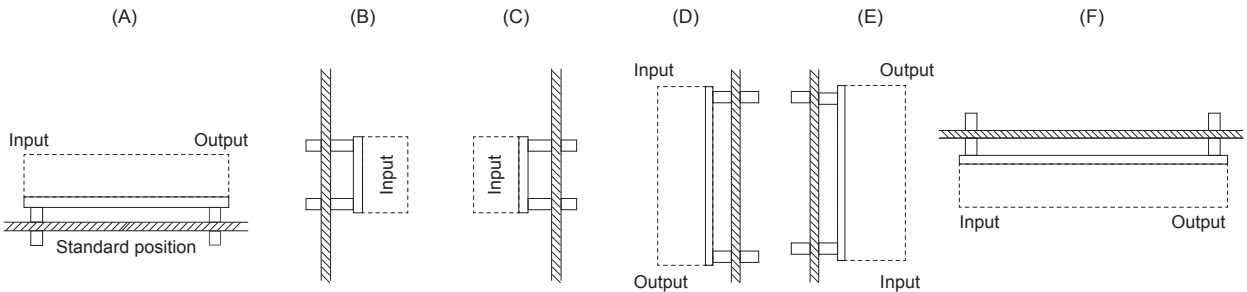 (A)
(B)
(C)
(D)
(E)
(F)
Input
Output
Standard position
Input
Input
Input
Output
Output
Input
Input
Output